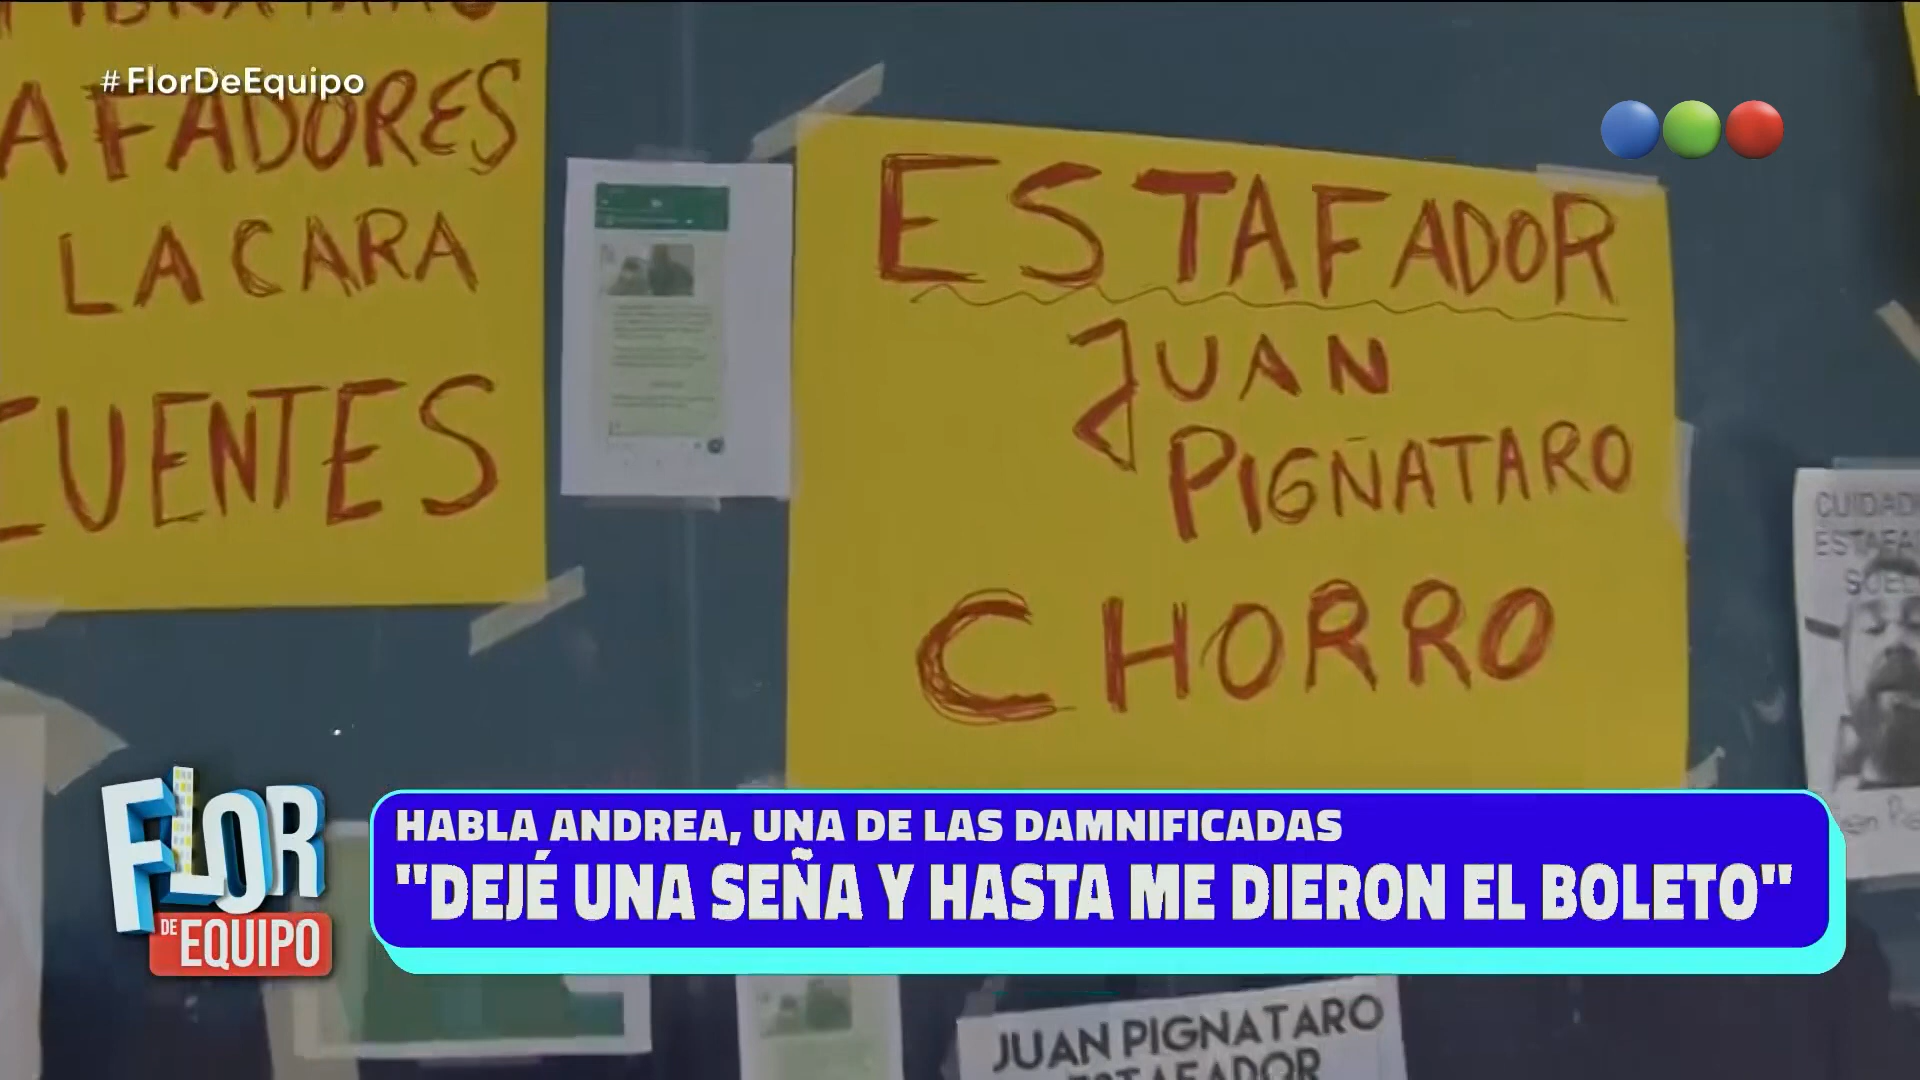 #FlorDeEquipo
AFADORES
LA CARA
CUENTES
ESTAFADOR
JUAN
PIGÑATARO
CHORRO
CUIDAD
ESTAFA
FLOR
DE EQUIPO
HABLA ANDREA, UNA DE LAS DAMNIFICADAS
"DEJÉ UNA SEÑA Y HASTA ME DIERON EL BOLETO"
JUAN PIGNATARO
ESTAFADOR